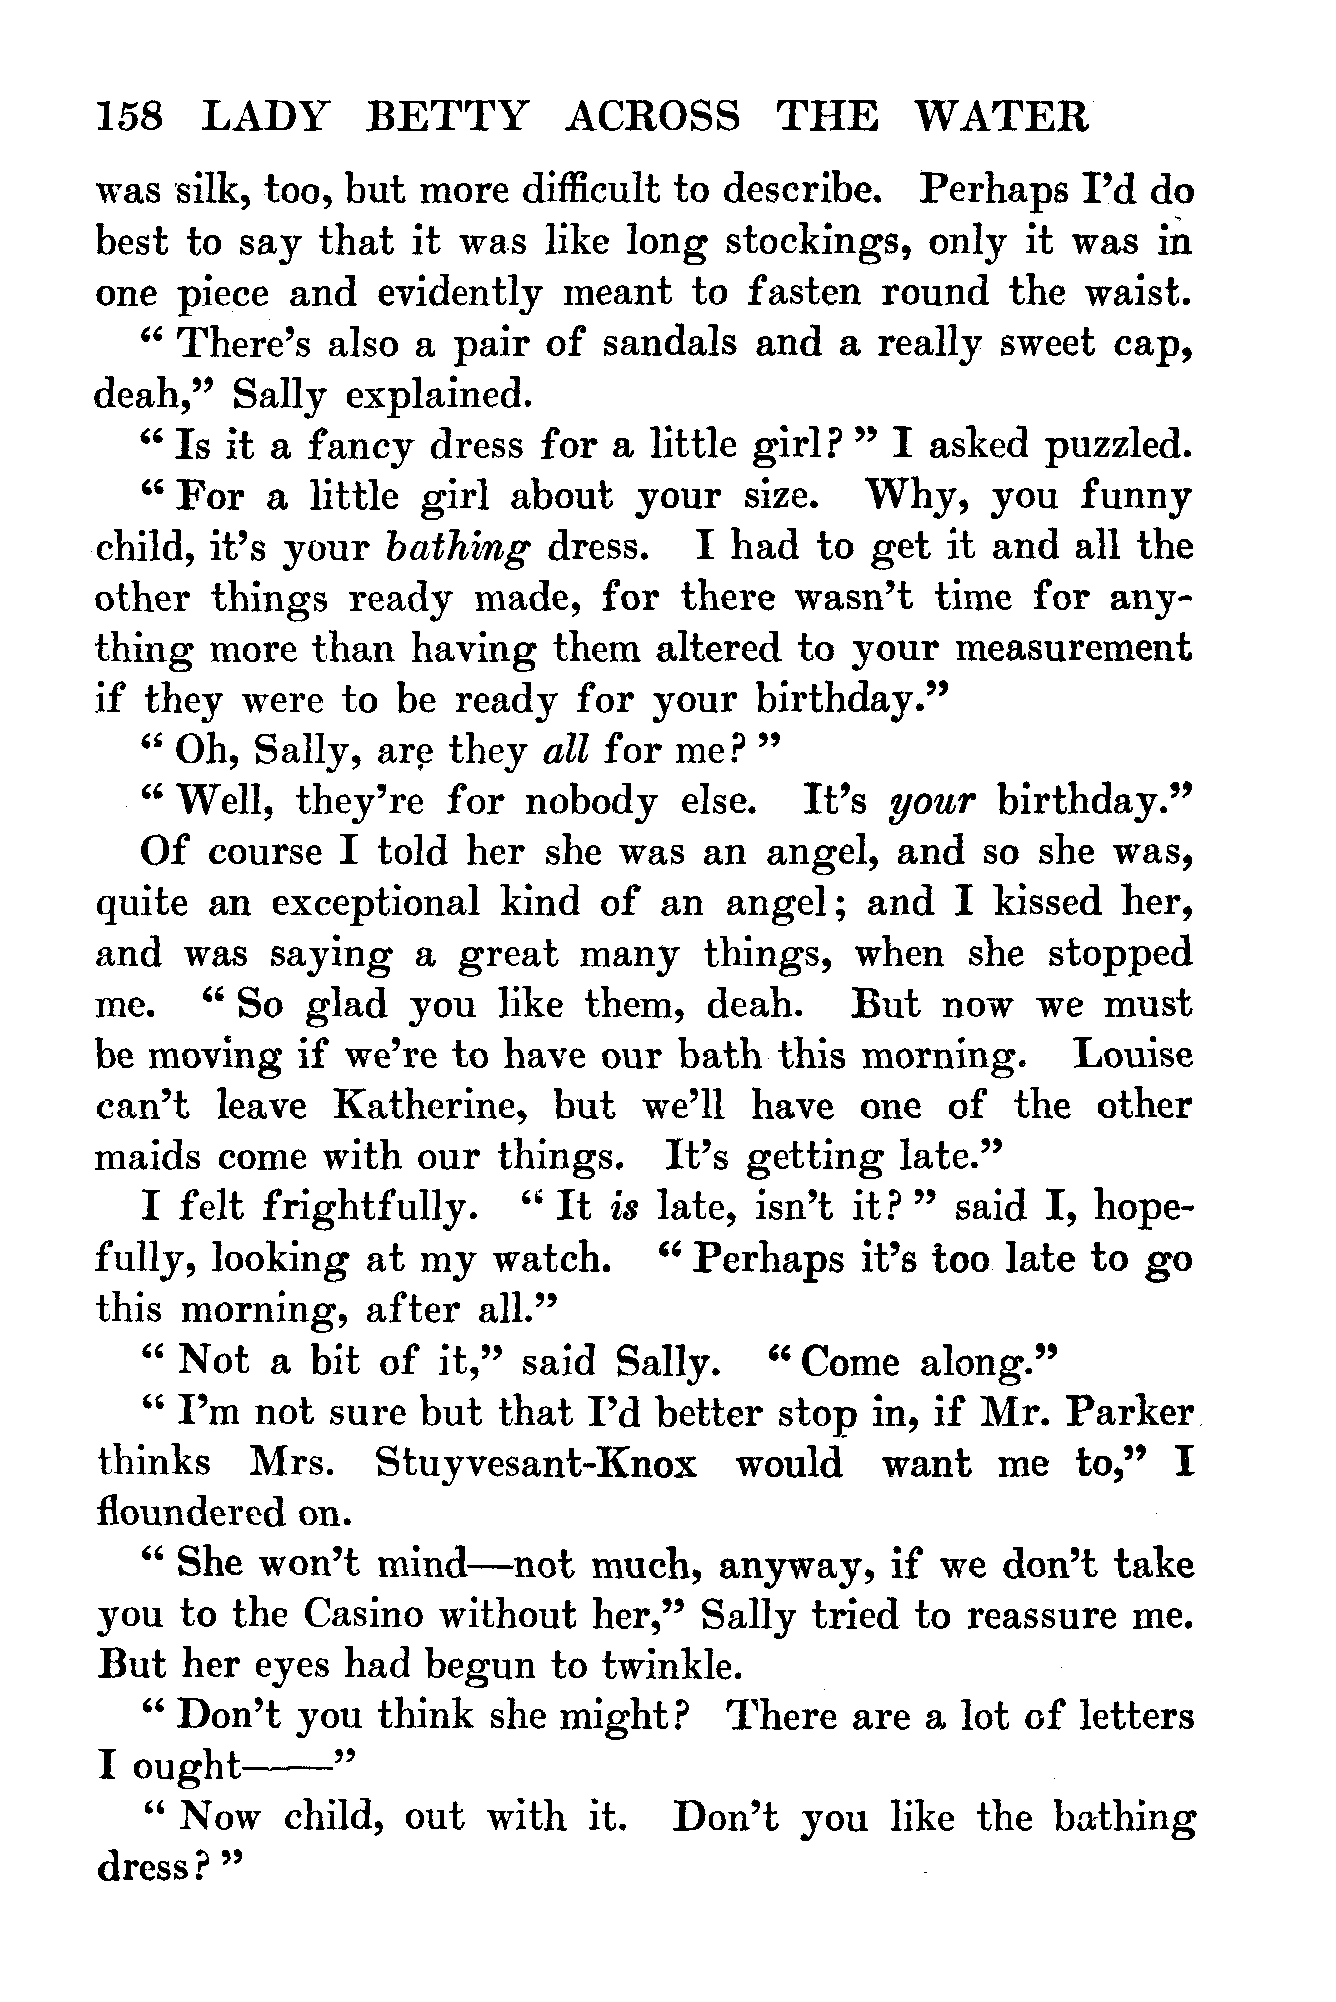 158 LADY BETTY ACROSS THE WATER
was silk, too, but more difficult to describe. Perhaps I'd do
best to say that it was like long stockings, only it was in
one piece and evidently meant to fasten round the waist.
“There's also a pair of sandals and a really sweet cap,
deah,” Sally explained.
“Is it a fancy dress for a little girl?” I asked puzzled.
“For a little girl about your size. Why, you funny
child, it's your bathing dress. I had to get it and all the
other things ready made, for there wasn't time for any-
thing more than having them altered to your measurement
if they were to be ready for your birthday.”
“Oh, Sally, are they all for me?”
“Well, they're for nobody else. It's your birthday.”
Of course I told her she was an angel, and so she was,
quite an exceptional kind of an angel; and I kissed her,
and was saying a great many things, when she stopped
me. “So glad you like them, deah. But now we must
be moving if we're to have our bath this morning. Louise
can't leave Katherine, but we'll have one of the other
maids come with our things. It's getting late.”
I felt frightfully. “It is late, isn't it?” said I, hope-
fully, looking at my watch. “Perhaps it's too late to go
this morning, after all.”
“Not a bit of it,” said Sally. “Come along.”
“I'm not sure but that I'd better stop in, if Mr. Parker
thinks Mrs. Stuyvesant-Knox would want me to,” I
floundered on.
“She won't mind—not much, anyway, if we don't take
you to the Casino without her,” Sally tried to reassure me.
But her eyes had begun to twinkle.
“Don't you think she might? There are a lot of letters
I ought——”
“Now child, out with it. Don't you like the bathing
dress?”